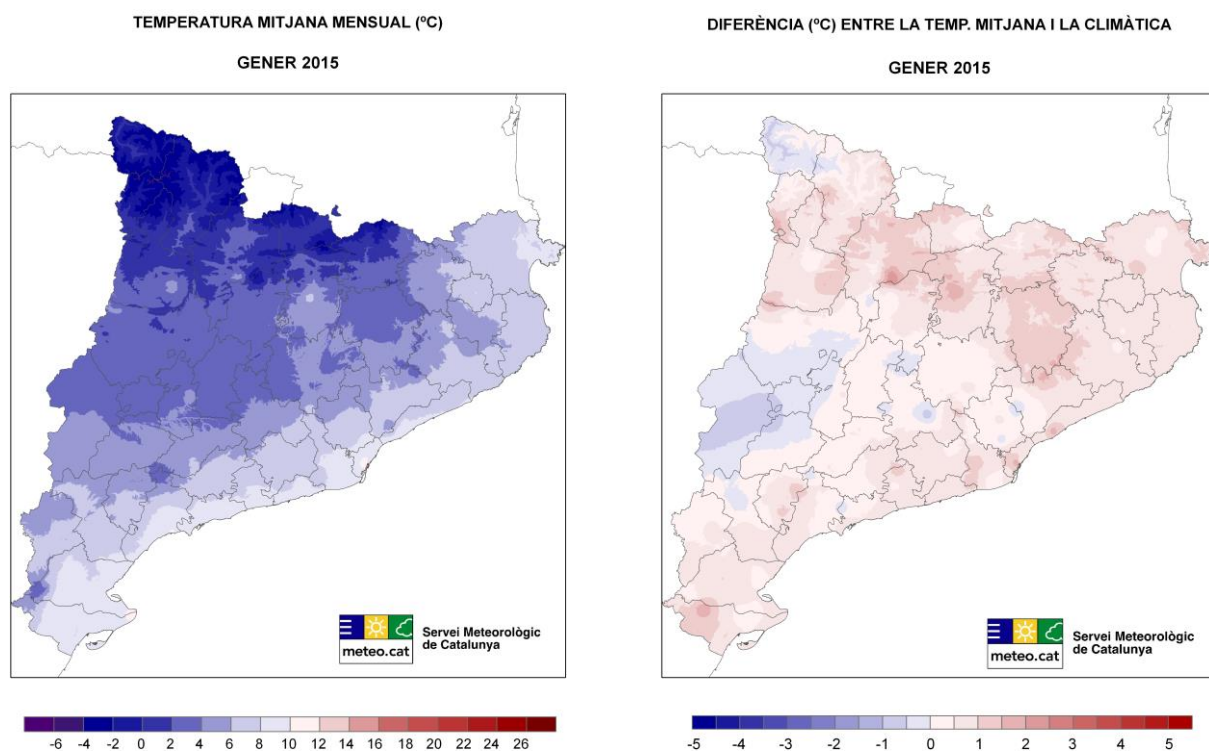 TEMPERATURA MITJANA MENSUAL (ºC)
GENER 2015
Servei Meteorològic
de Catalunya
meteo.cat
-6 -4 -2 0 2 4 6 8 10 12 14 16 18 20 22 24 26
DIFERÈNCIA (ºC) ENTRE LA TEMP. MITJANA I LA CLIMÀTICA
GENER 2015
Servei Meteorològic
de Catalunya
meteo.cat
-5 -4 -3 -2 -1 0 1 2 3 4 5